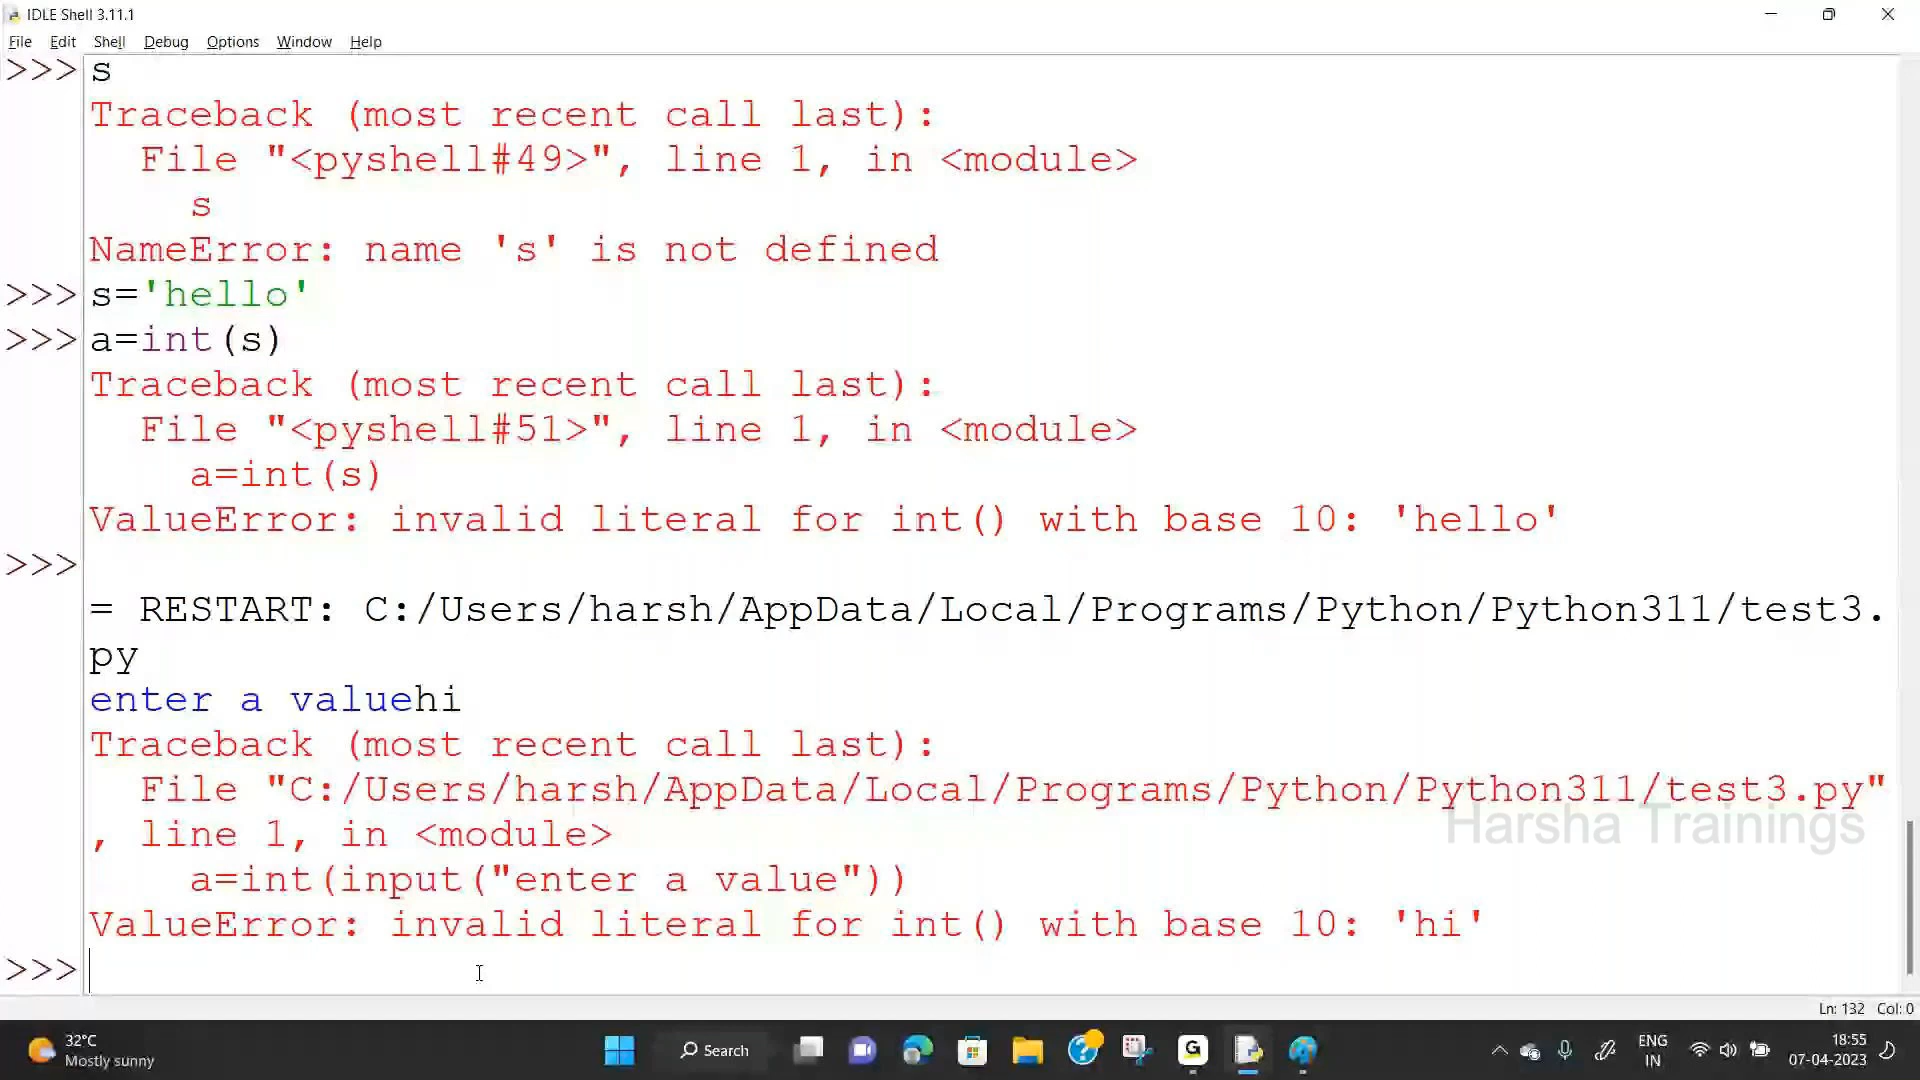 IDLE Shell 3.11.1
File Edit Shell Debug Options Window Help
>>> s
Traceback (most recent call last):
  File "<pyshell#49>", line 1, in <module>
    s
NameError: name 's' is not defined
>>> s='hello'
>>> a=int(s)
Traceback (most recent call last):
  File "<pyshell#51>", line 1, in <module>
    a=int(s)
ValueError: invalid literal for int() with base 10: 'hello'
>>>
= RESTART: C:/Users/harsh/AppData/Local/Programs/Python/Python311/test3.
py
enter a valuehi
Traceback (most recent call last):
  File "C:/Users/harsh/AppData/Local/Programs/Python/Python311/test3.py"
, line 1, in <module>
    a=int(input("enter a value"))
ValueError: invalid literal for int() with base 10: 'hi'
>>>
Harsha Trainings
Ln: 132 Col: 0
32°C
Mostly sunny
Search
ENG
IN
18:55
07-04-2023